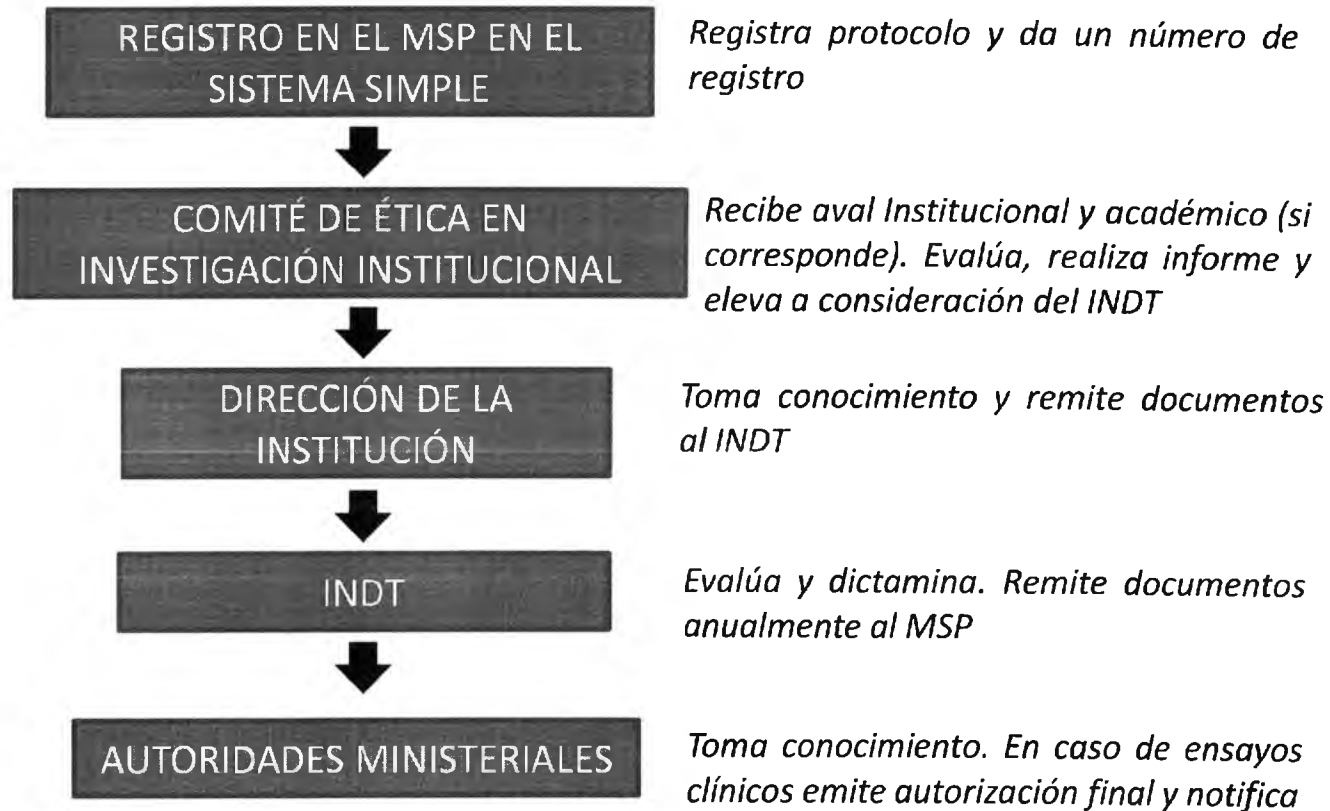 REGISTRO EN EL MSP EN EL
SISTEMA SIMPLE
Registra protocolo y da un número de
registro
COMITÉ DE ÉTICA EN
INVESTIGACIÓN INSTITUCIONAL
Recibe aval Institucional y académico (si
corresponde). Evalúa, realiza informe y
eleva a consideración del INDT
DIRECCIÓN DE LA
INSTITUCIÓN
Toma conocimiento y remite documentos
al INDT
INDT
Evalúa y dictamina. Remite documentos
anualmente al MSP
AUTORIDADES MINISTERIALES
Toma conocimiento. En caso de ensayos
clínicos emite autorización final y notifica